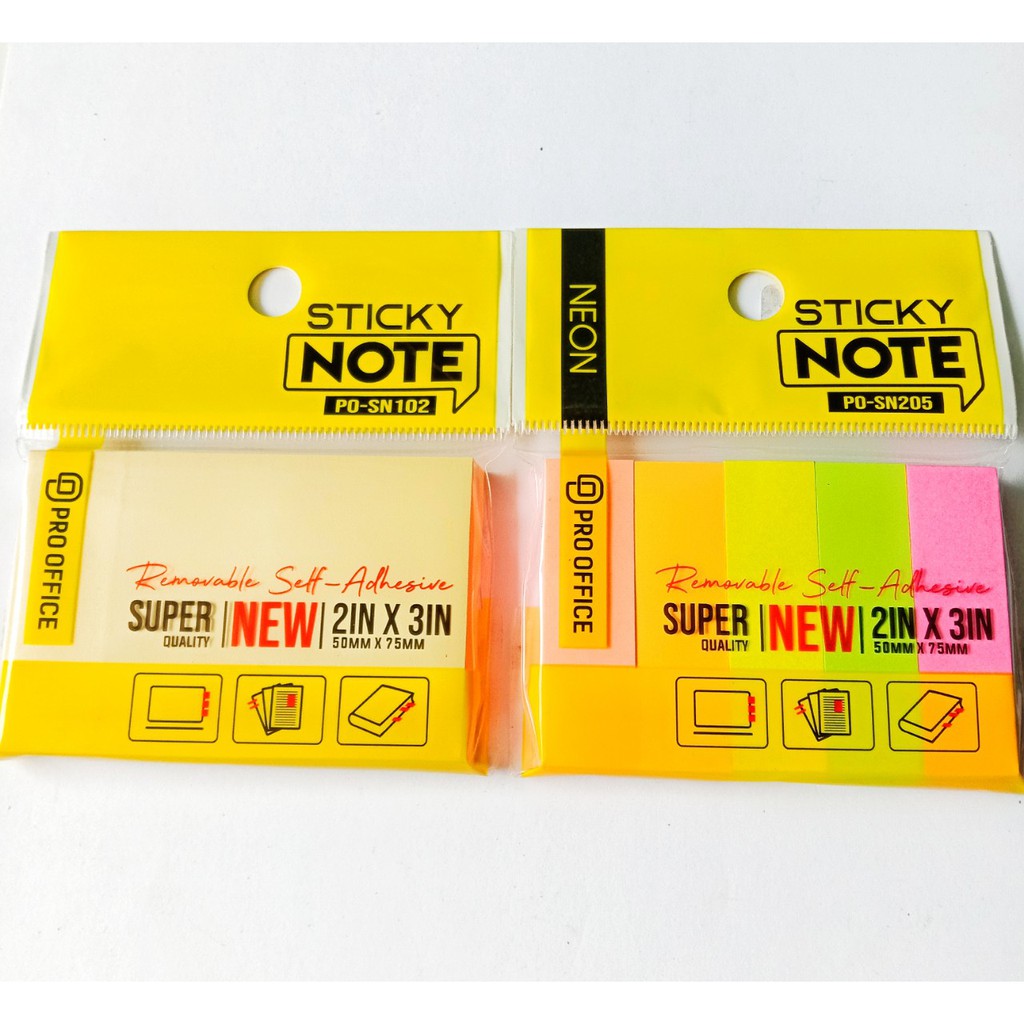 STICKY
NOTE
PO-SN102
PRO OFFICE
Removable Self-Adhesive
SUPER
QUALITY
NEW
2IN X 3IN
50MM X 75MM
NEON
STICKY
NOTE
PO-SN205
PRO OFFICE
Removable Self-Adhesive
SUPER
QUALITY
NEW
2IN X 3IN
50MM X 75MM